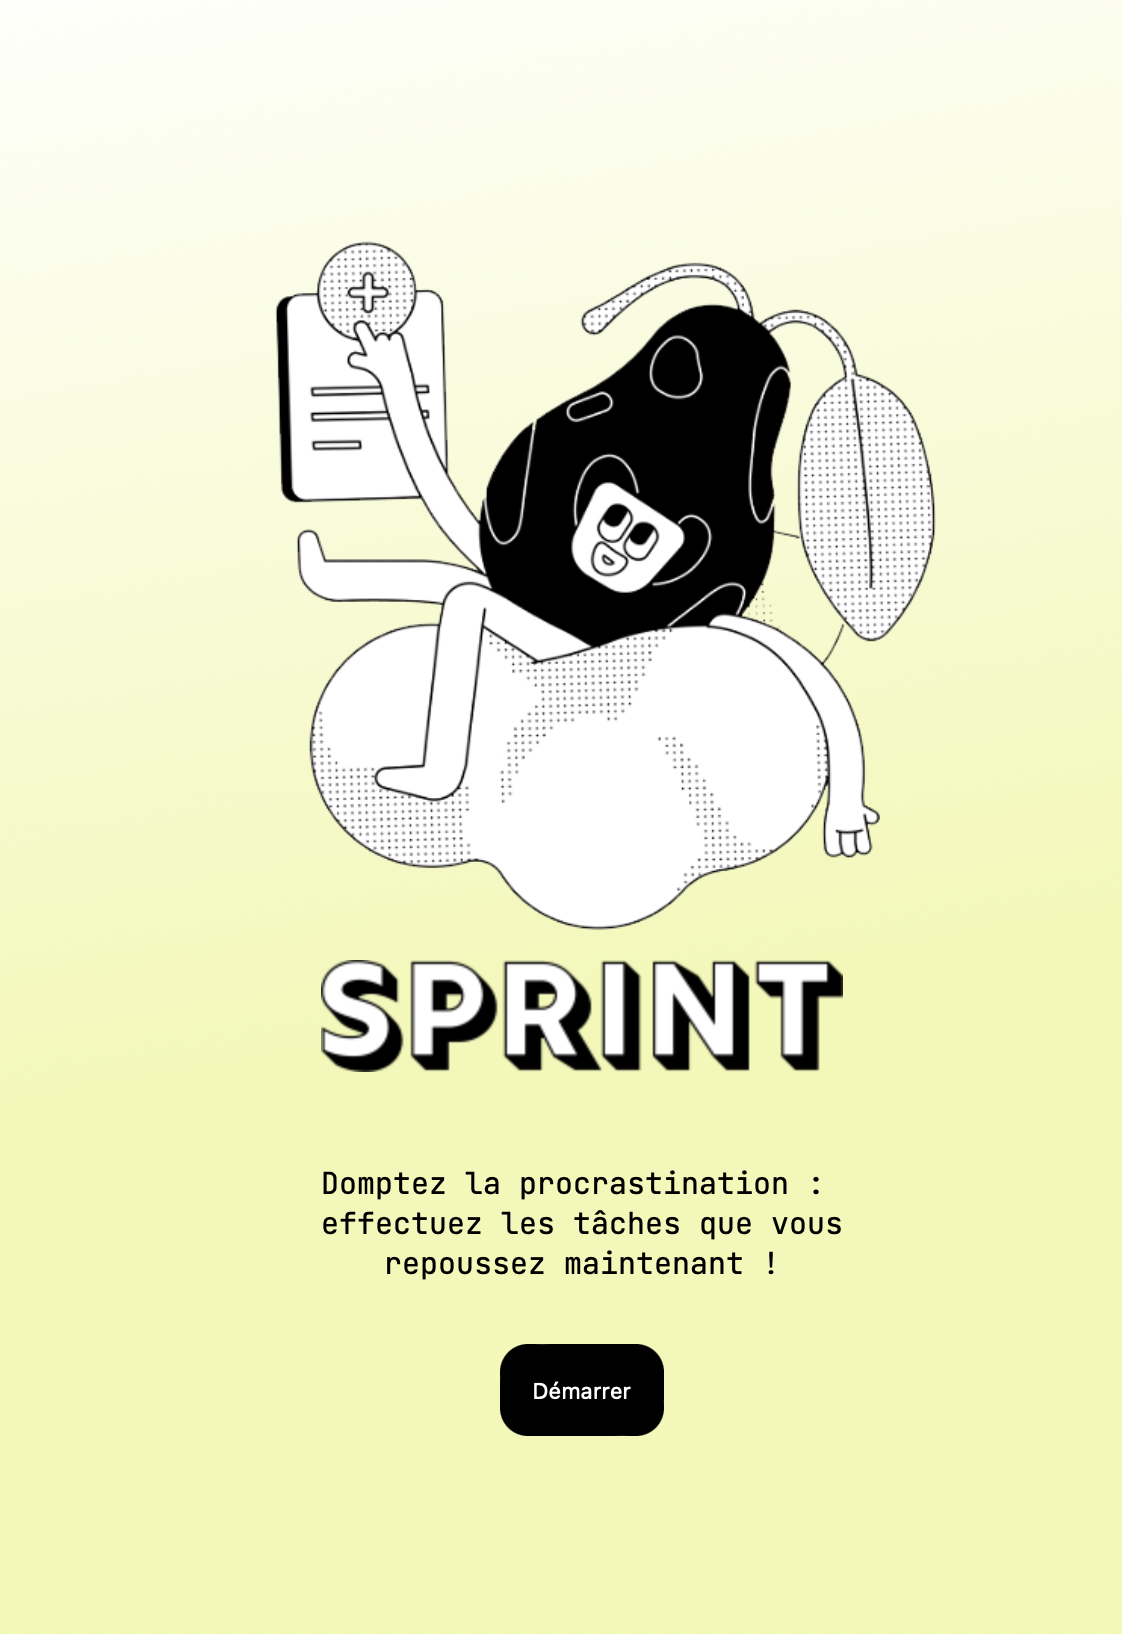 SPRINT
Domptez la procrastination :
effectuez les tâches que vous
repoussez maintenant !
Démarrer